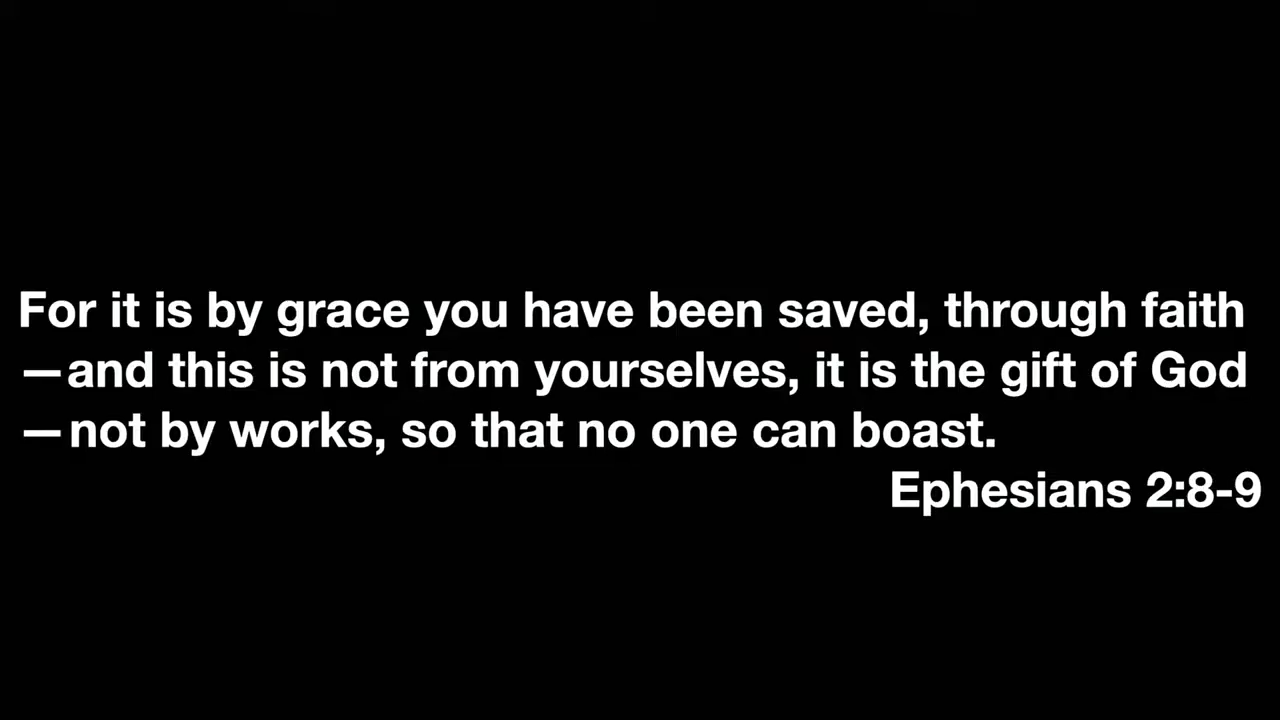 For it is by grace you have been saved, through faith
—and this is not from yourselves, it is the gift of God
—not by works, so that no one can boast.
Ephesians 2:8-9